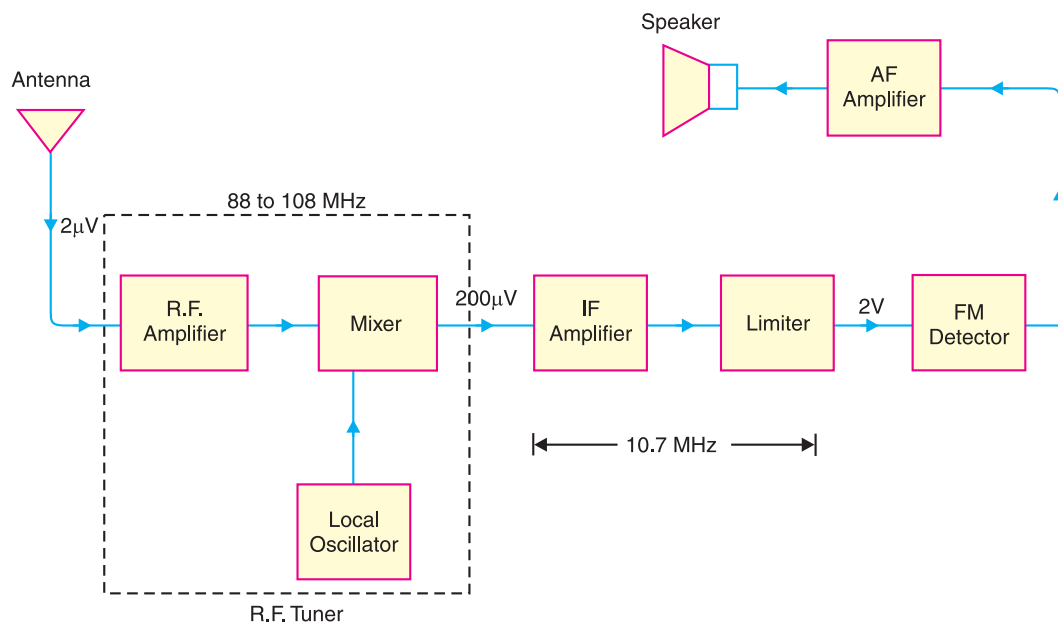 Speaker
AF
Amplifier
Antenna
88 to 108 MHz
2μV
R.F.
Amplifier
Mixer
200μV
IF
Amplifier
Limiter
2V
FM
Detector
10.7 MHz
Local
Oscillator
R.F. Tuner